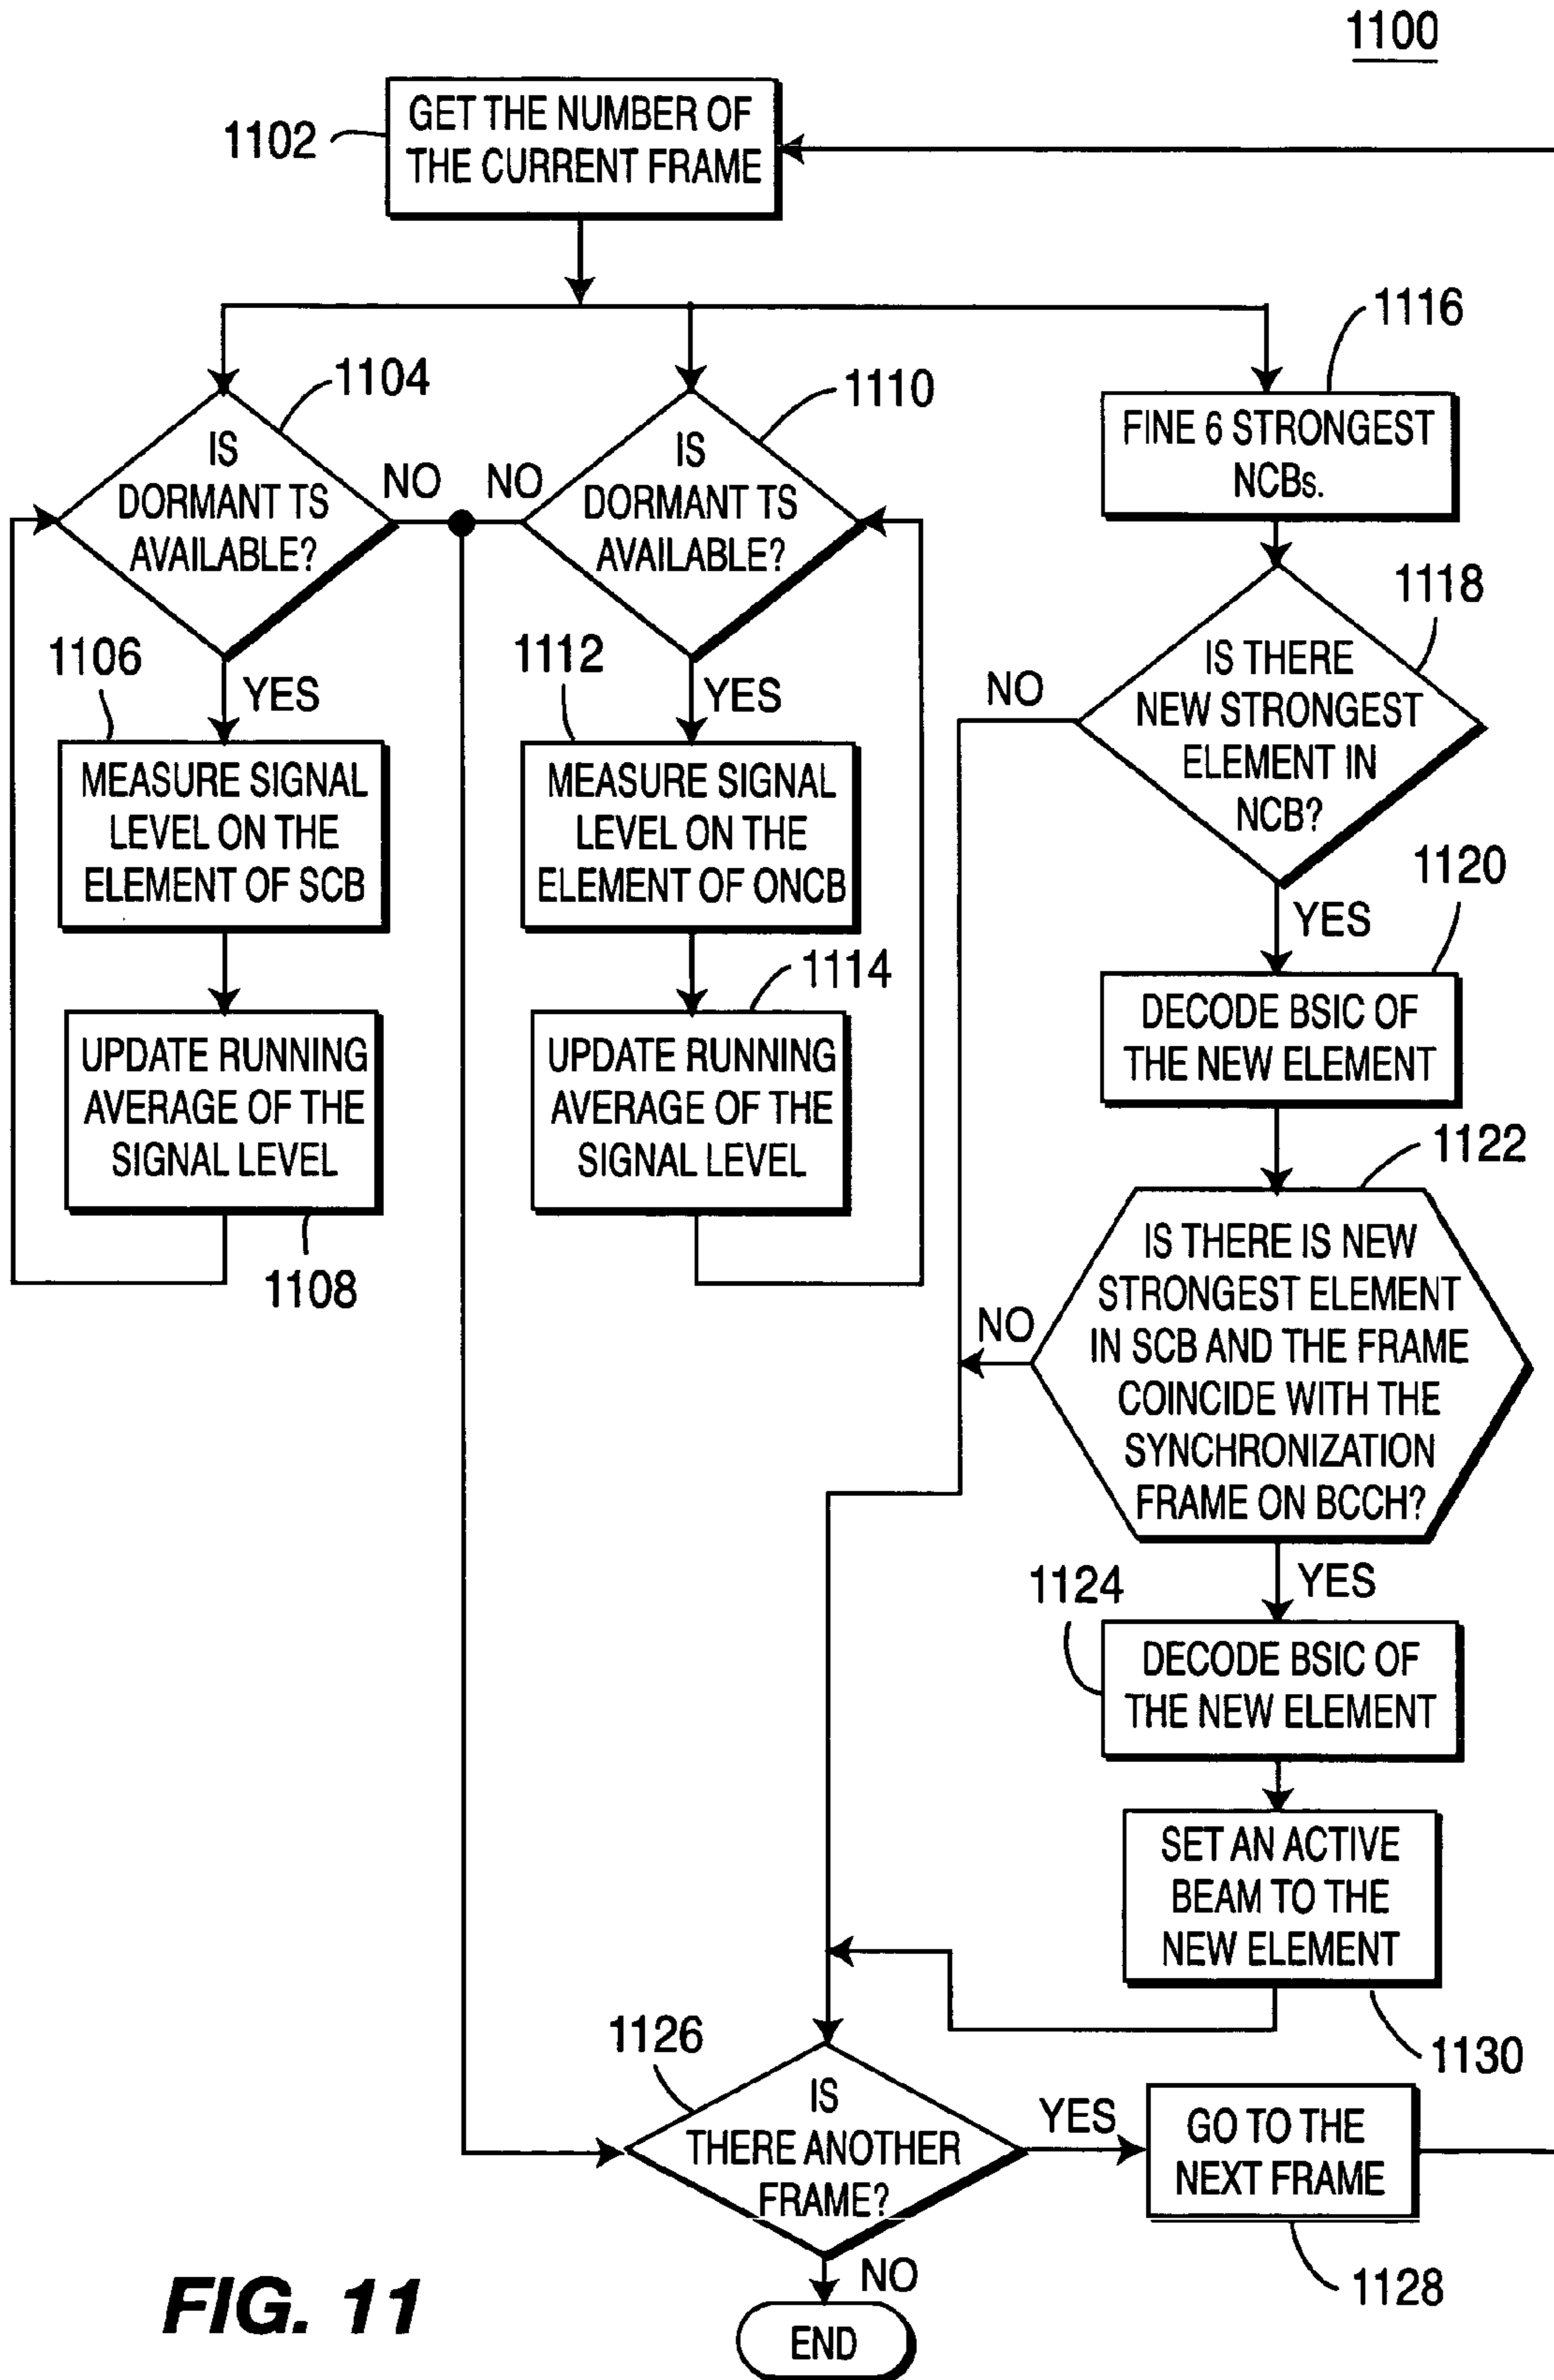 1100
GET THE NUMBER OF
THE CURRENT FRAME
1102
1104
IS
DORMANT TS
AVAILABLE?
NO
YES
1106
MEASURE SIGNAL
LEVEL ON THE
ELEMENT OF SCB
UPDATE RUNNING
AVERAGE OF THE
SIGNAL LEVEL
1108
1110
IS
DORMANT TS
AVAILABLE?
NO
YES
1112
MEASURE SIGNAL
LEVEL ON THE
ELEMENT OF ONCB
1114
UPDATE RUNNING
AVERAGE OF THE
SIGNAL LEVEL
1116
FINE 6 STRONGEST
NCBs.
1118
IS THERE
NEW STRONGEST
ELEMENT IN
NCB?
NO
YES
1120
DECODE BSIC OF
THE NEW ELEMENT
1122
IS THERE IS NEW
STRONGEST ELEMENT
IN SCB AND THE FRAME
COINCIDE WITH THE
SYNCHRONIZATION
FRAME ON BCCH?
NO
YES
1124
DECODE BSIC OF
THE NEW ELEMENT
SET AN ACTIVE
BEAM TO THE
NEW ELEMENT
1130
1126
IS
THERE ANOTHER
FRAME?
YES
GO TO THE
NEXT FRAME
1128
NO
END
FIG. 11